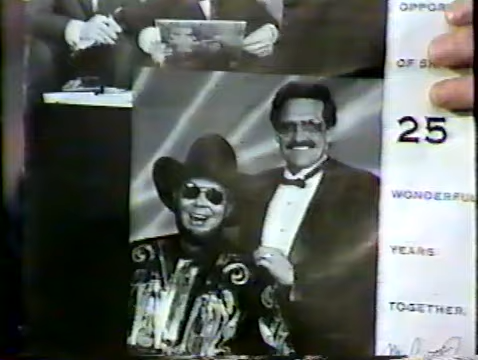 OPPOR
OF SH
25
WONDERFUL
YEARS
TOGETHER.